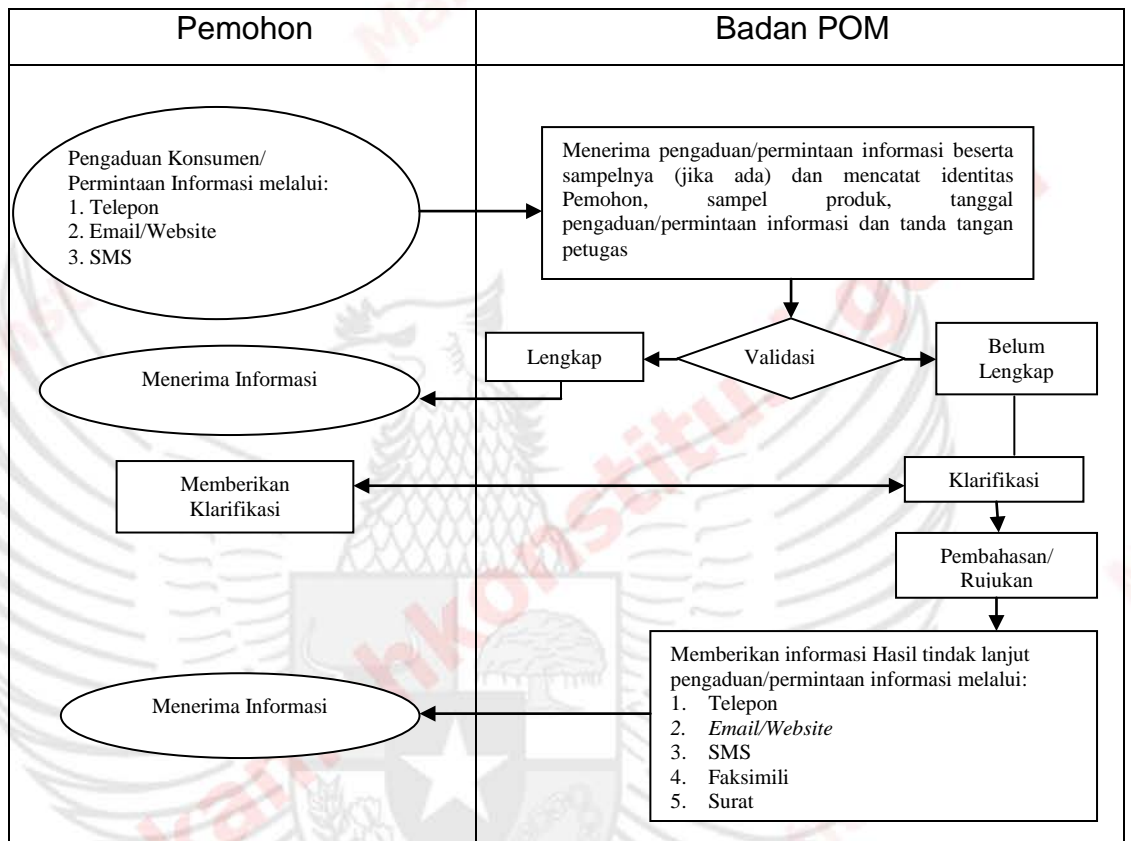 Pemohon
Badan POM
Pengaduan Konsumen/
Permintaan Informasi melalui:
1. Telepon
2. Email/Website
3. SMS
Menerima pengaduan/permintaan informasi beserta
sampelnya (jika ada) dan mencatat identitas
Pemohon, sampel produk, tanggal
pengaduan/permintaan informasi dan tanda tangan
petugas
Lengkap
Validasi
Belum
Lengkap
Menerima Informasi
Memberikan
Klarifikasi
Klarifikasi
Pembahasan/
Rujukan
Memberikan informasi Hasil tindak lanjut
pengaduan/permintaan informasi melalui:
1. Telepon
2. Email/Website
3. SMS
4. Faksimili
5. Surat
Menerima Informasi